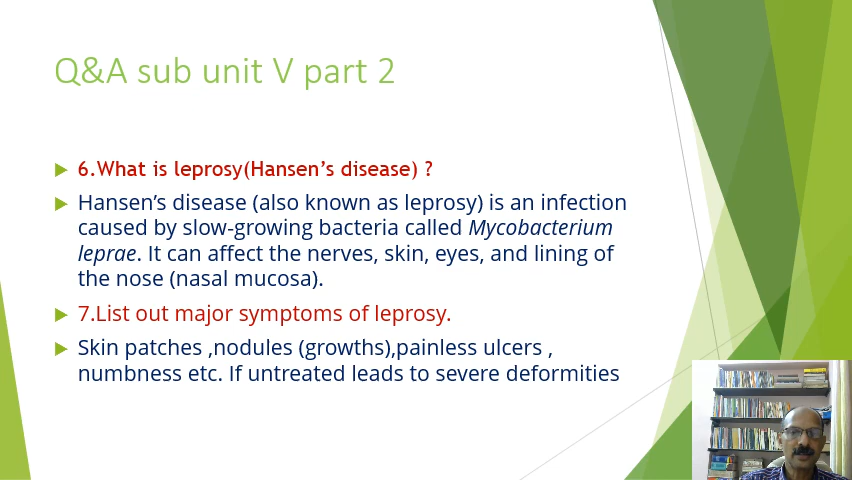 Q&A sub unit V part 2
6.What is leprosy(Hansen's disease) ?
Hansen's disease (also known as leprosy) is an infection
caused by slow-growing bacteria called Mycobacterium
leprae. It can affect the nerves, skin, eyes, and lining of
the nose (nasal mucosa).
7.List out major symptoms of leprosy.
Skin patches ,nodules (growths),painless ulcers ,
numbness etc. If untreated leads to severe deformities